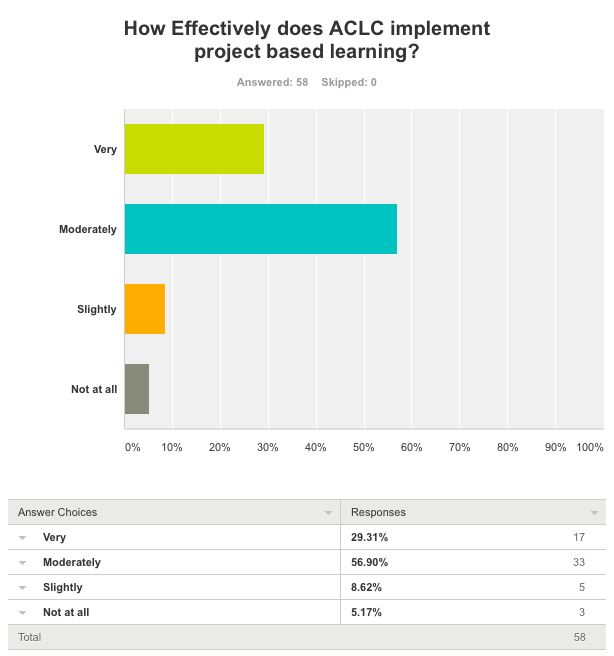 How Effectively does ACLC implement
project based learning?
Answered: 58 Skipped: 0
Very
Moderately
Slightly
Not at all
0% 10% 20% 30% 40% 50% 60% 70% 80% 90% 100%
Answer Choices Responses
Very 29.31% 17
Moderately 56.90% 33
Slightly 8.62% 5
Not at all 5.17% 3
Total 58